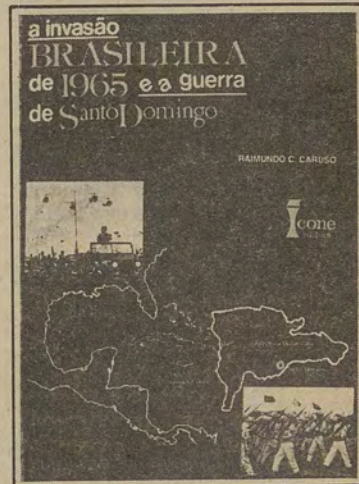 a invasão
BRASILEIRA
de 1965 e a guerra
de Santo Domingo
RAIMUNDO C. CARUSO
Ícone